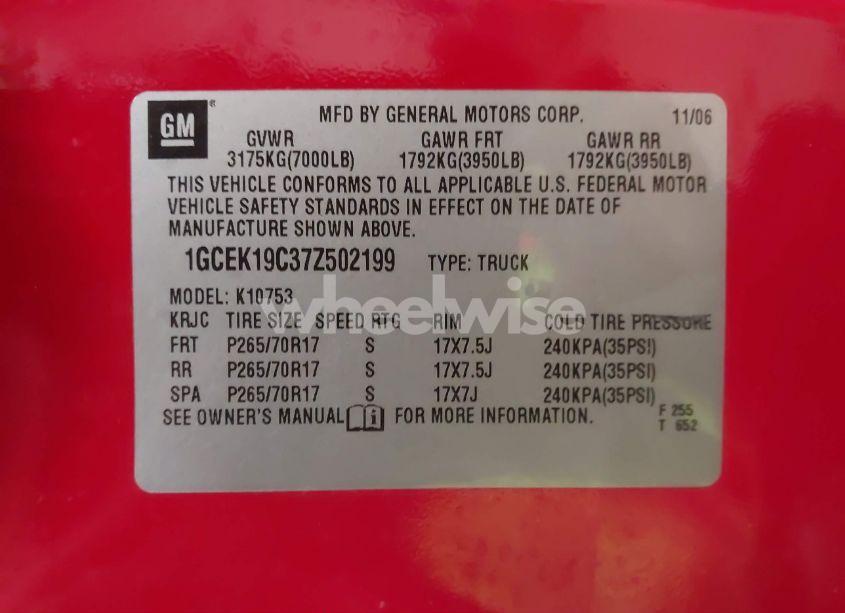 GM ® MFD BY GENERAL MOTORS CORP. 11/06
GVWR GAWR FRT GAWR RR
3175KG(7000LB) 1792KG(3950LB) 1792KG(3950LB)
THIS VEHICLE CONFORMS TO ALL APPLICABLE U.S. FEDERAL MOTOR
VEHICLE SAFETY STANDARDS IN EFFECT ON THE DATE OF
MANUFACTURE SHOWN ABOVE.
1GCEK19C37Z502199 TYPE: TRUCK
MODEL: K10753
wheelwise
KRJC TIRE SIZE SPEED RTG RIM COLD TIRE PRESSURE
FRT P265/70R17 S 17X7.5J 240KPA(35PSI)
RR P265/70R17 S 17X7.5J 240KPA(35PSI)
SPA P265/70R17 S 17X7J 240KPA(35PSI)
SEE OWNER'S MANUAL i FOR MORE INFORMATION. F 255
T 652